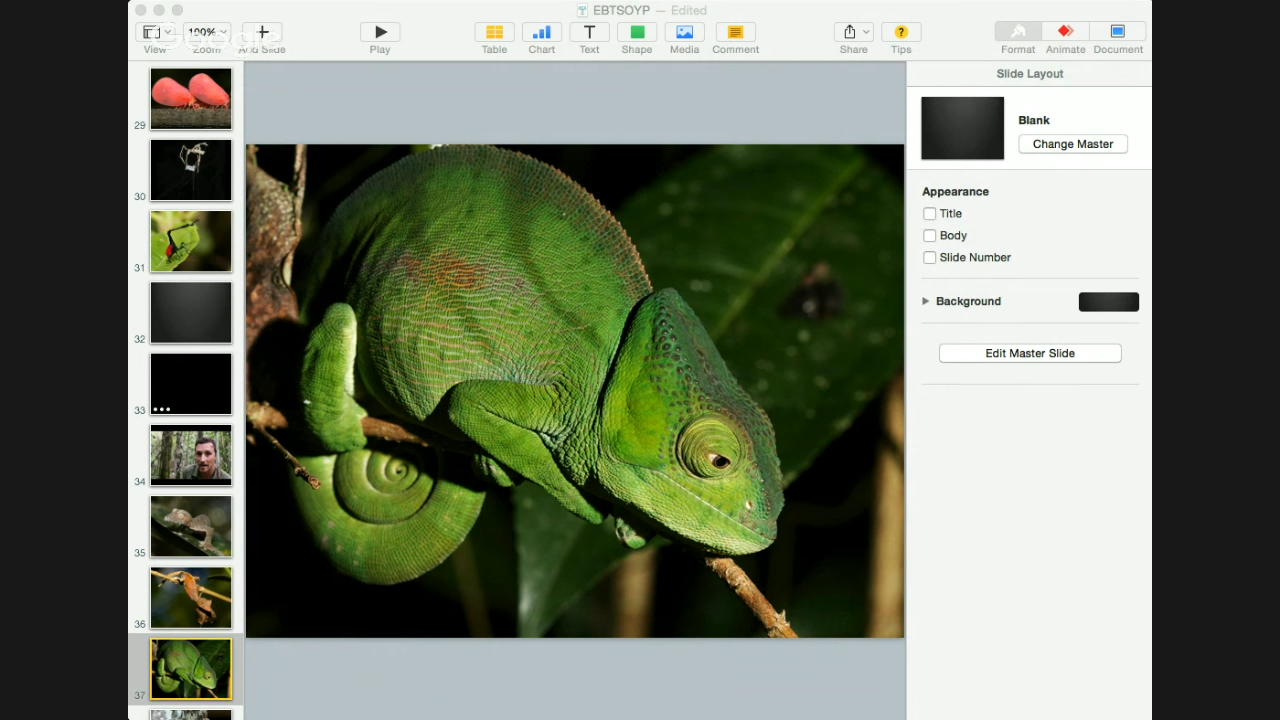 EBTSOYP — Edited
View
100%
Zoom
Add Slide
Play
Table
Chart
Text
Shape
Media
Comment
Share
Tips
Format
Animate
Document
Google
Slide Layout
Blank
Change Master
Appearance
Title
Body
Slide Number
Background
Edit Master Slide
29
30
31
32
33
34
35
36
37